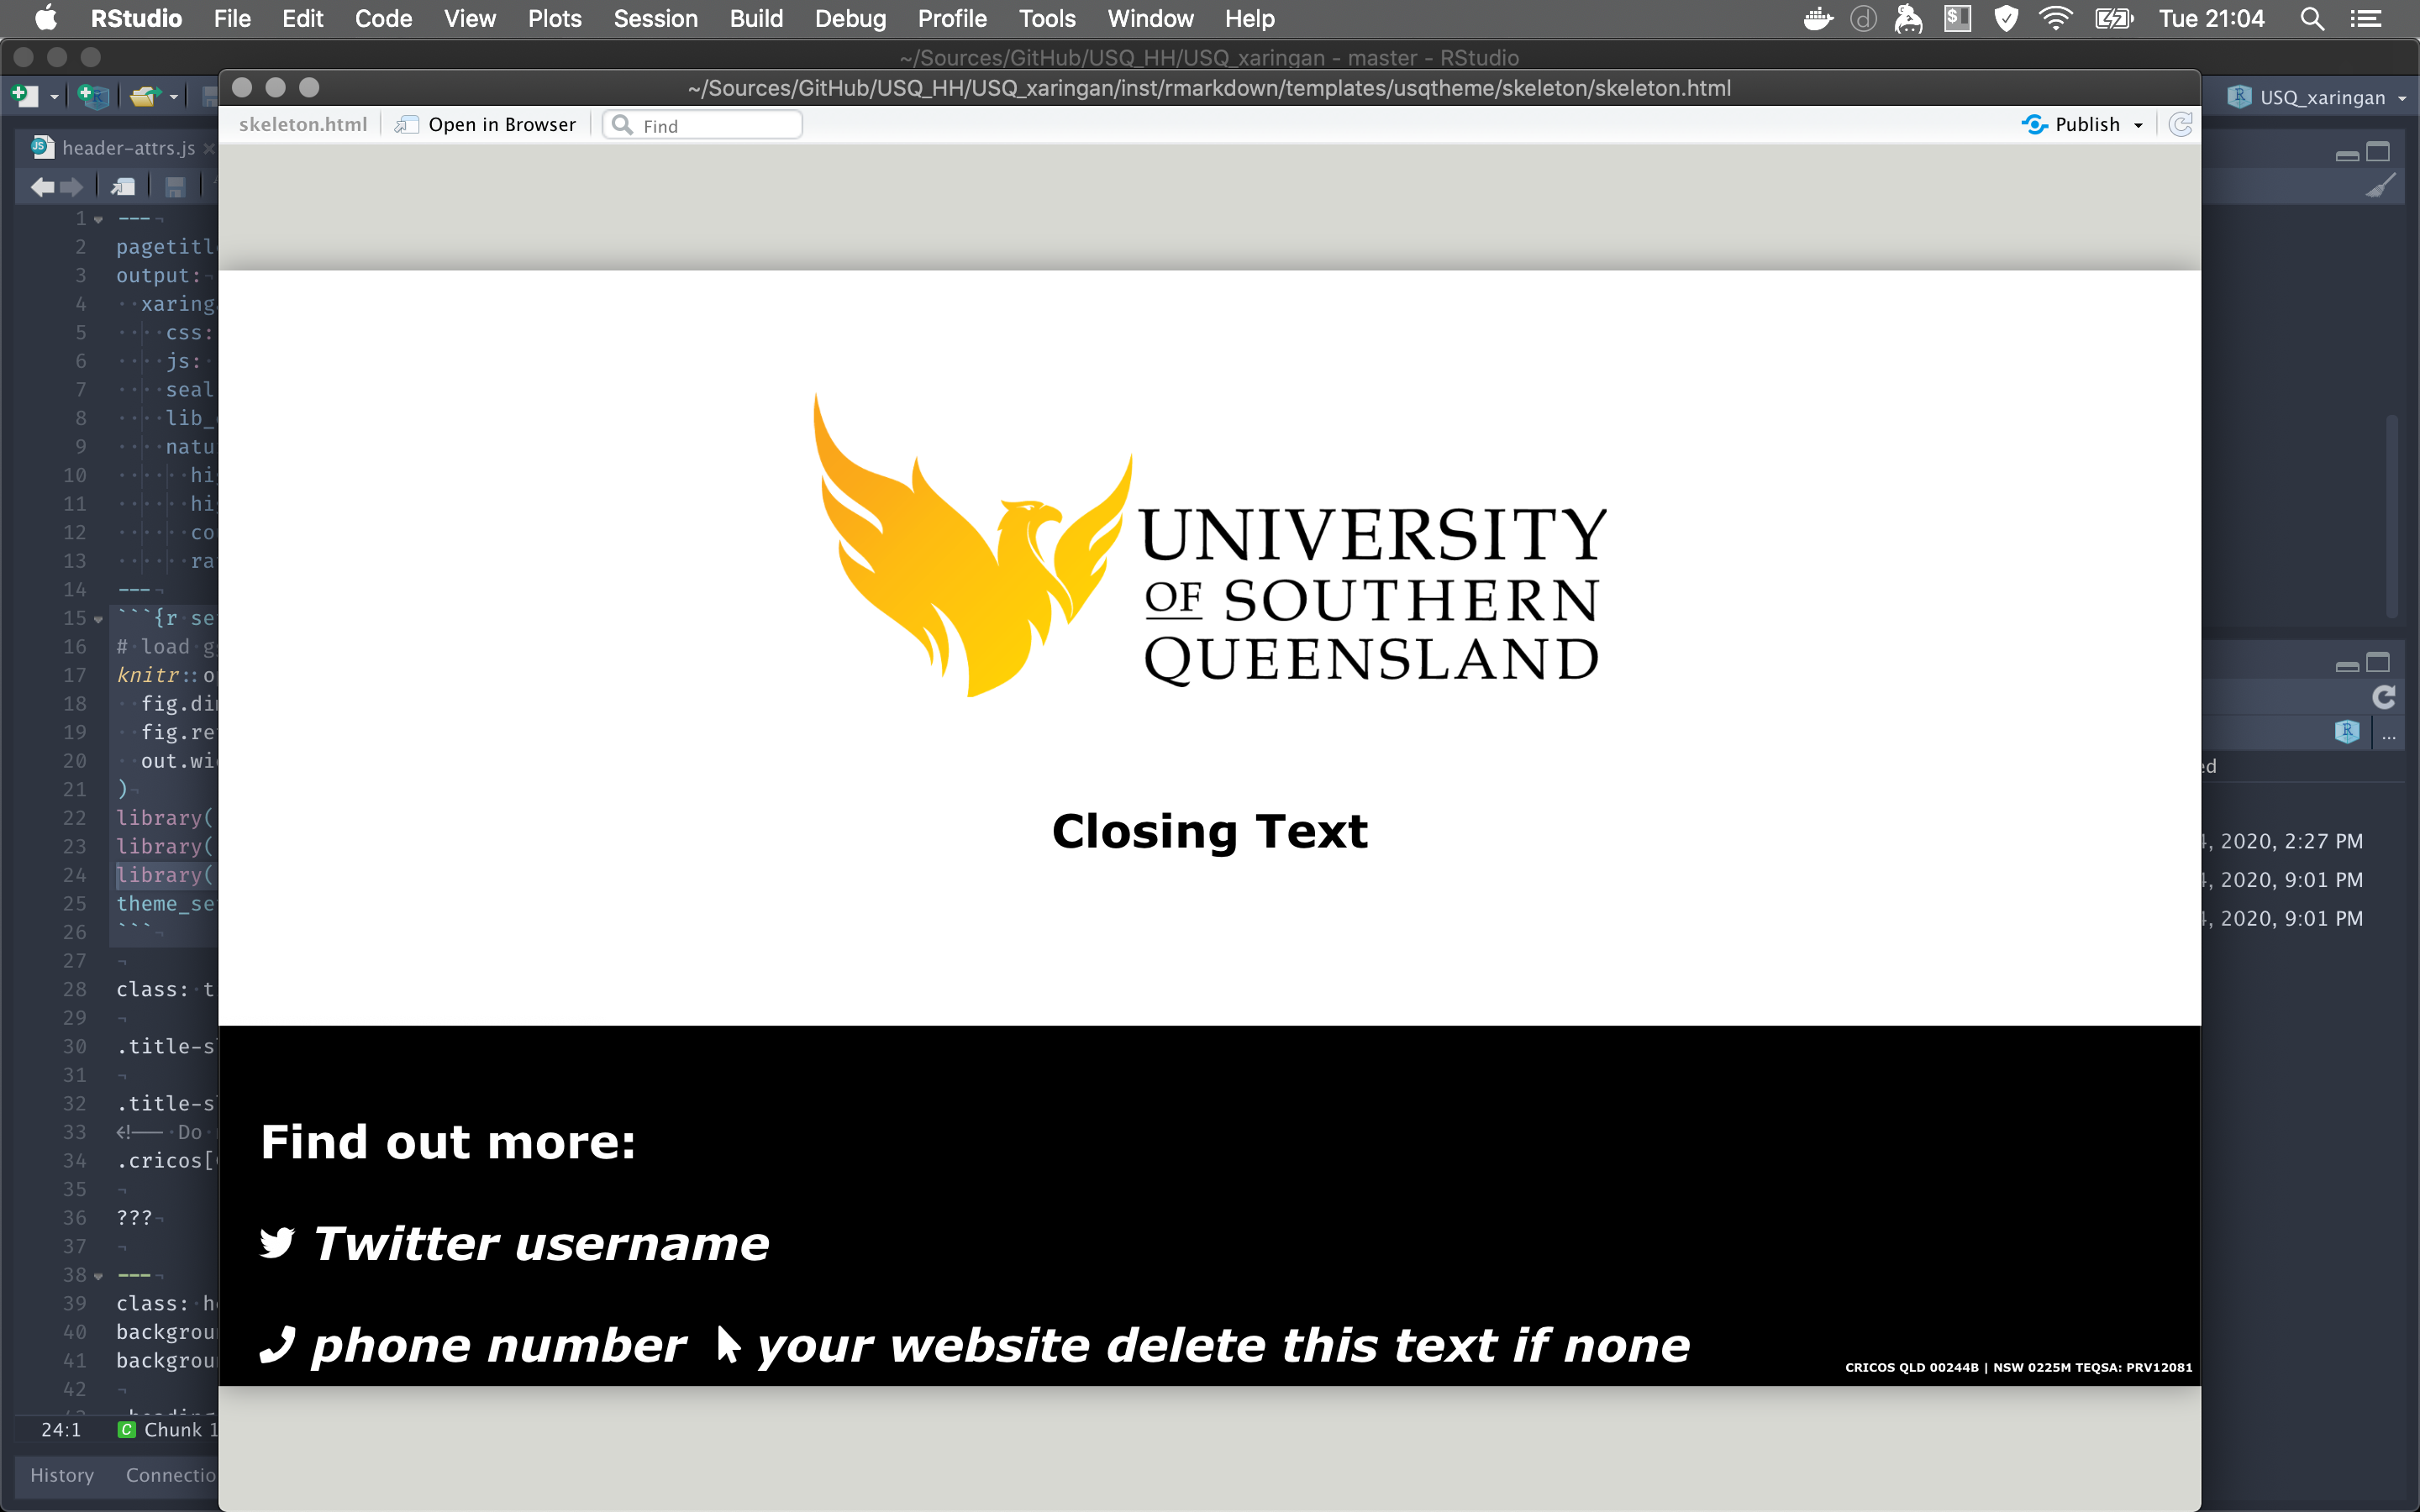 RStudio File Edit Code View Plots Session Build Debug Profile Tools Window Help Tue 21:04
~/Sources/GitHub/USQ_HH/USQ_xaringan - master - RStudio
~/Sources/GitHub/USQ_HH/USQ_xaringan/inst/rmarkdown/templates/usqtheme/skeleton/skeleton.html
USQ_xaringan
skeleton.html Open in Browser Find Publish
header-attrs.js
1 ---
2 pagetitl
3 output:
4 xaring
5 css:
6 js:
7 seal
8 lib_
9 natu
10 hi
11 hi
12 co
13 ra
14 ---
15 ```{r se
16 # load g
17 knitr::o
18 fig.di
19 fig.re
20 out.wi
21 )
22 library(
23 library(
24 library(
25 theme_se
26 ```
27
28 class: t
29
30 .title-s
31
32 .title-s
33 <!-- Do
34 .cricos[
35
36 ???
37
38 ---
39 class: h
40 backgrou
41 backgrou
42
24:1 Chunk 1
History Connectio
UNIVERSITY
OF SOUTHERN
QUEENSLAND
Closing Text
Find out more:
Twitter username
phone number your website delete this text if none
CRICOS QLD 00244B | NSW 0225M TEQSA: PRV12081
...
ed
4, 2020, 2:27 PM
4, 2020, 9:01 PM
4, 2020, 9:01 PM